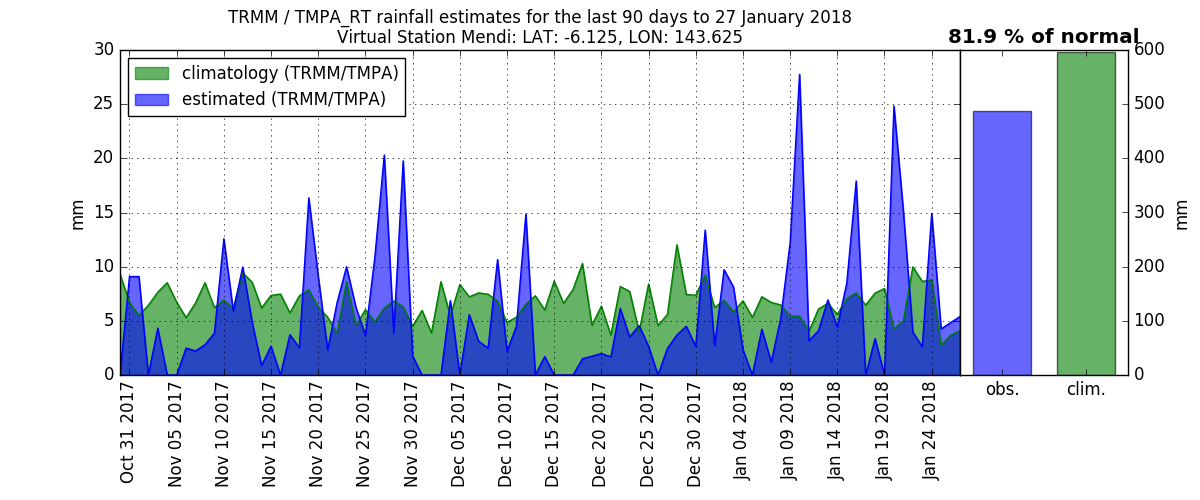 TRMM / TMPA_RT rainfall estimates for the last 90 days to 27 January 2018
Virtual Station Mendi: LAT: -6.125, LON: 143.625
81.9 % of normal
climatology (TRMM/TMPA)
estimated (TRMM/TMPA)
30
25
20
15
10
5
0
mm
Oct 31 2017
Nov 05 2017
Nov 10 2017
Nov 15 2017
Nov 20 2017
Nov 25 2017
Nov 30 2017
Dec 05 2017
Dec 10 2017
Dec 15 2017
Dec 20 2017
Dec 25 2017
Dec 30 2017
Jan 04 2018
Jan 09 2018
Jan 14 2018
Jan 19 2018
Jan 24 2018
obs.
clim.
600
500
400
300
200
100
0
mm